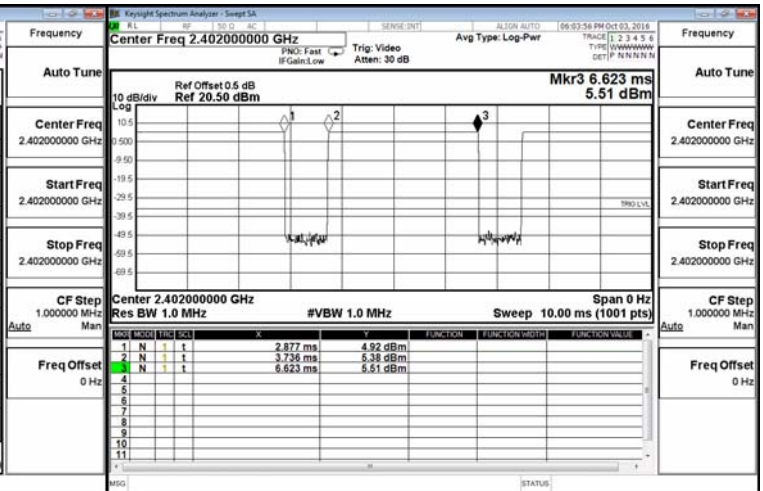 Frequency
Auto Tune
Center Freq
2.402000000 GHz
Start Freq
2.402000000 GHz
Stop Freq
2.402000000 GHz
CF Step
1.000000 MHz
Auto Man
Freq Offset
0 Hz
Keysight Spectrum Analyzer - Swept SA
RL RF 50 Ω AC SENSE:INT ALIGN AUTO 06:03:56 PM Oct 03, 2016
Center Freq 2.402000000 GHz
PNO: Fast
IFGain:Low
Trig: Video
Atten: 30 dB
Avg Type: Log-Pwr
TRACE 1 2 3 4 5 6
TYPE WWWWWW
DET P N N N N N
Ref Offset 0.5 dB
10 dB/div Ref 20.50 dBm
Log
Mkr3 6.623 ms
5.51 dBm
10.5
0.500
-9.50
-19.5
-29.5
-39.5
-49.5
-59.5
-69.5
1
2
3
TRIG LVL
Center 2.402000000 GHz Span 0 Hz
Res BW 1.0 MHz #VBW 1.0 MHz Sweep 10.00 ms (1001 pts)
MKR MODE TRC SCL X Y FUNCTION FUNCTION WIDTH FUNCTION VALUE
1 N 1 t 2.877 ms 4.92 dBm
2 N 1 t 3.736 ms 5.38 dBm
3 N 1 t 6.623 ms 5.51 dBm
4
5
6
7
8
9
10
11
MSG STATUS
Frequency
Auto Tune
Center Freq
2.402000000 GHz
Start Freq
2.402000000 GHz
Stop Freq
2.402000000 GHz
CF Step
1.000000 MHz
Auto Man
Freq Offset
0 Hz